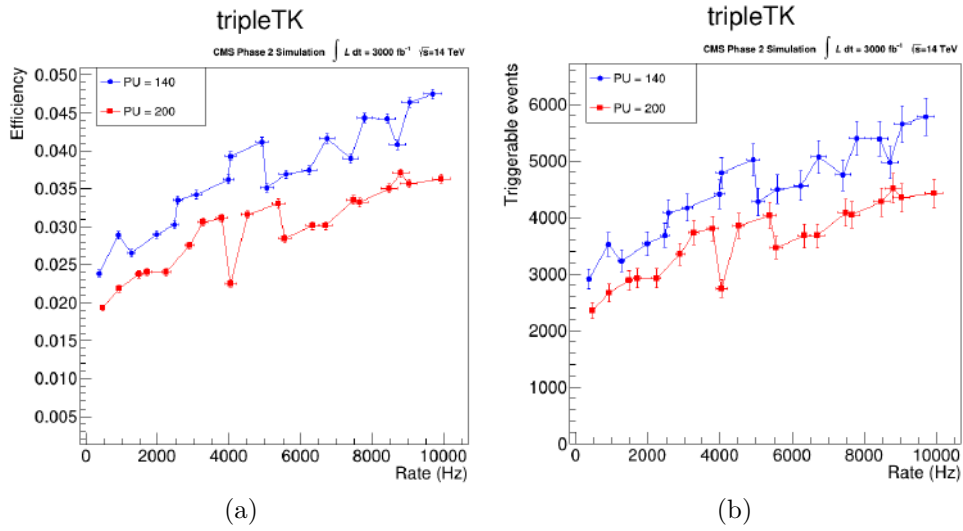 tripleTK
CMS Phase 2 Simulation ∫ L dt = 3000 fb⁻¹ √s=14 TeV
Efficiency
0.050
0.045
0.040
0.035
0.030
0.025
0.020
0.015
0.010
0.005
PU = 140
PU = 200
0 2000 4000 6000 8000 10000
Rate (Hz)
(a)
tripleTK
CMS Phase 2 Simulation ∫ L dt = 3000 fb⁻¹ √s=14 TeV
Triggerable events
6000
5000
4000
3000
2000
1000
0
PU = 140
PU = 200
0 2000 4000 6000 8000 10000
Rate (Hz)
(b)